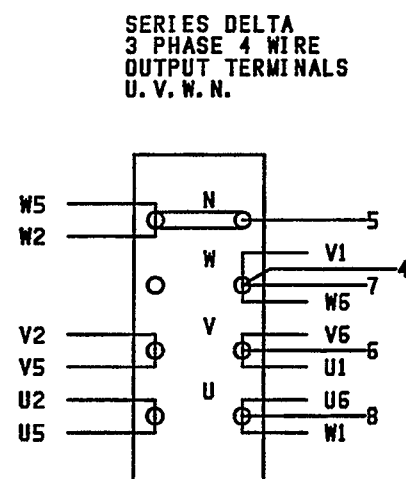 SERIES DELTA
3 PHASE 4 WIRE
OUTPUT TERMINALS
U.V.W.N.
W5
N
5
W2
W
V1
4
7
W6
V2
V
V6
6
V5
U1
U2
U
U6
8
U5
W1